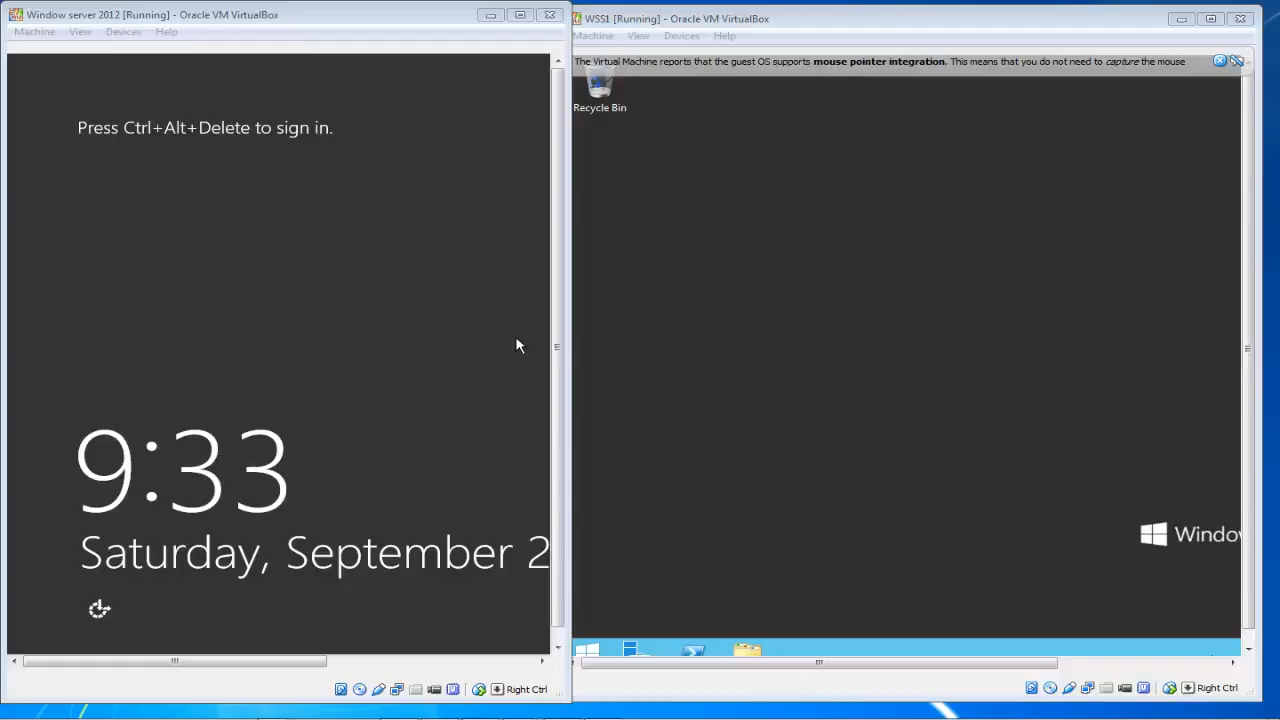 Window server 2012 [Running] - Oracle VM VirtualBox
Machine View Devices Help
Press Ctrl+Alt+Delete to sign in.
9:33
Saturday, September 2
Right Ctrl
WSS1 [Running] - Oracle VM VirtualBox
Machine View Devices Help
The Virtual Machine reports that the guest OS supports mouse pointer integration. This means that you do not need to capture the mouse
Recycle Bin
Windo
Right Ctrl